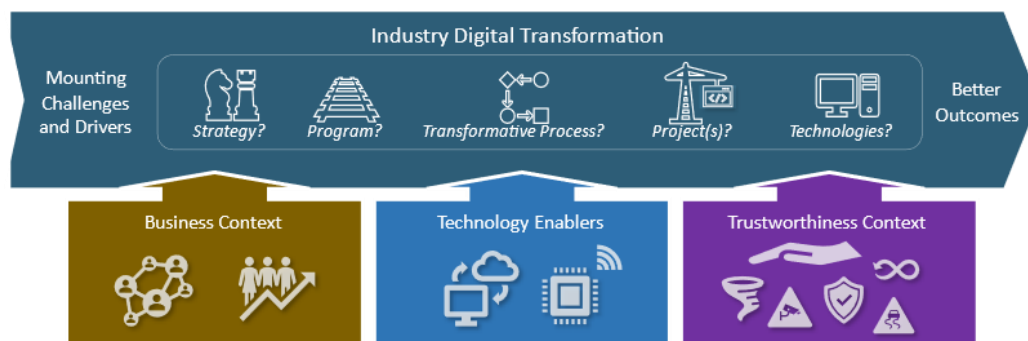 Industry Digital Transformation
Mounting
Challenges
and Drivers
Strategy?
Program?
Transformative Process?
Project(s)?
Technologies?
Better
Outcomes
Business Context
Technology Enablers
Trustworthiness Context